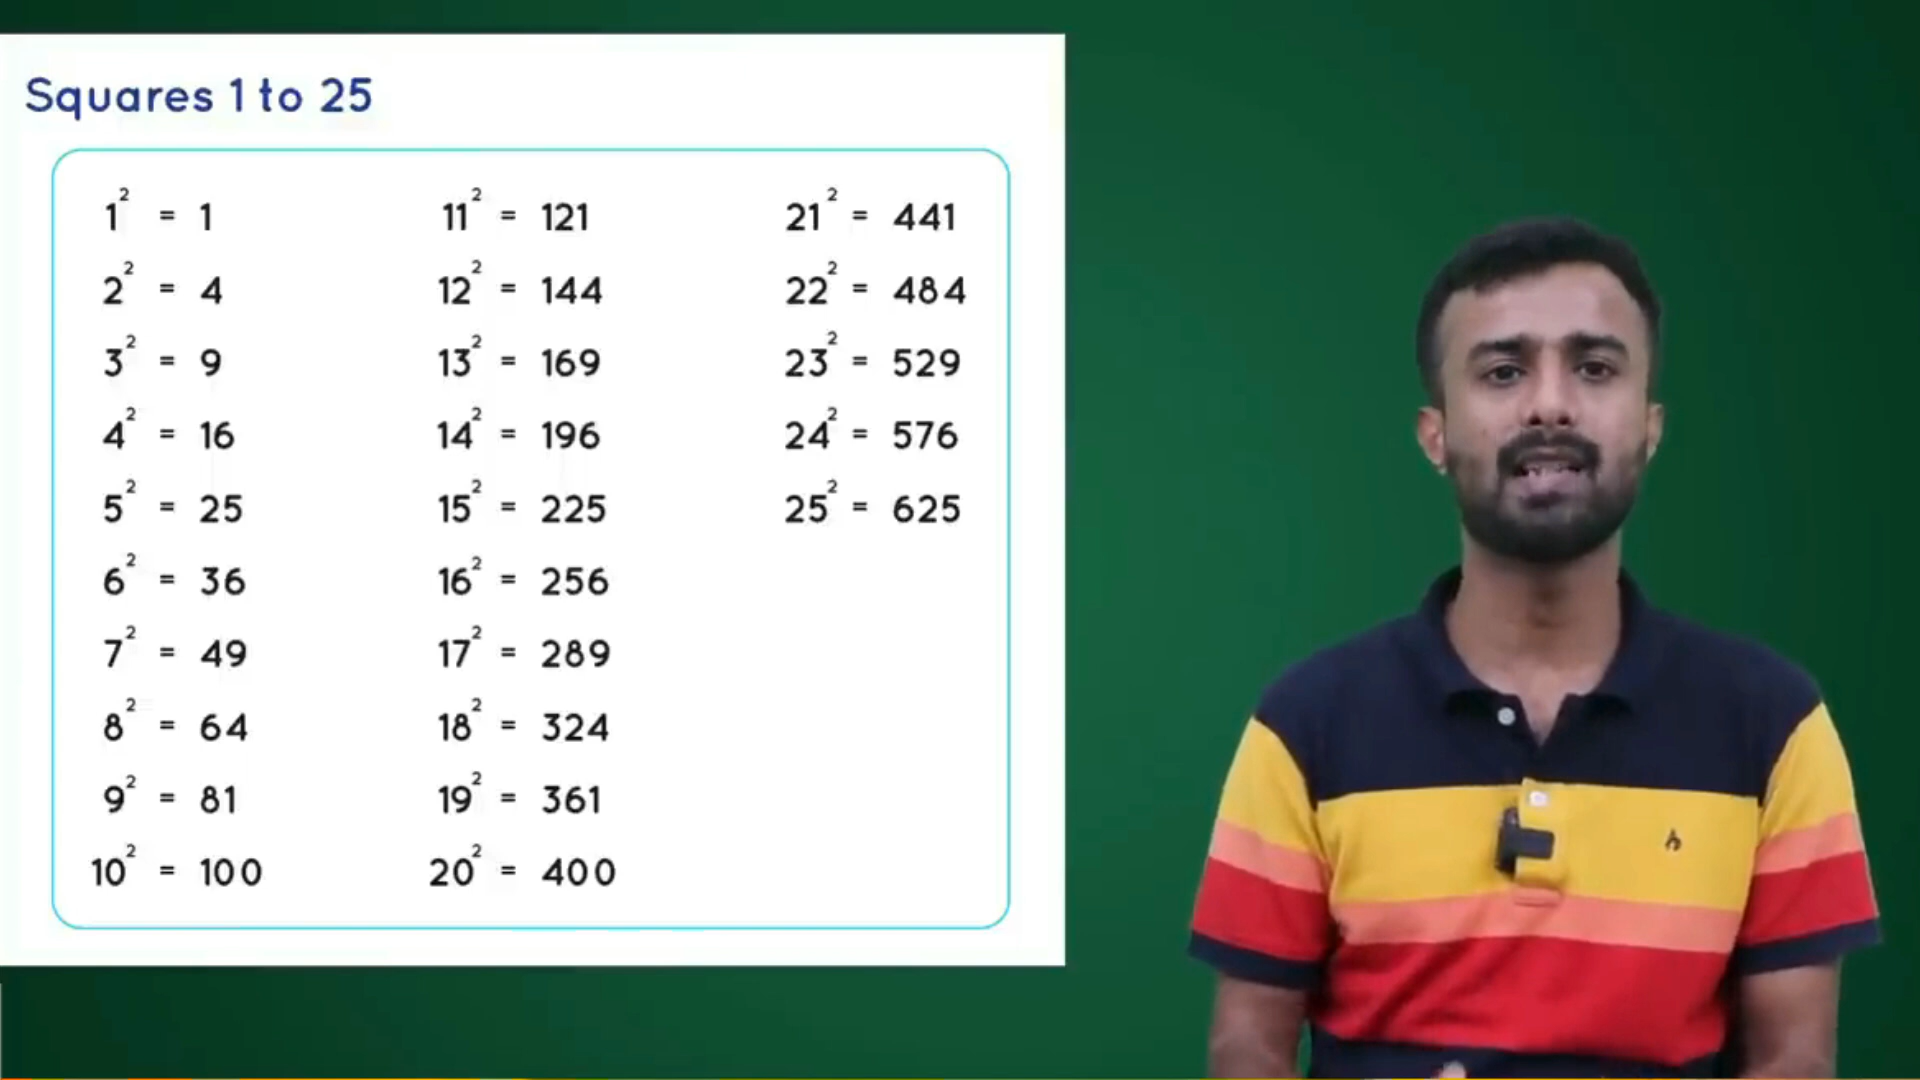 Squares 1 to 25
1² = 1
2² = 4
3² = 9
4² = 16
5² = 25
6² = 36
7² = 49
8² = 64
9² = 81
10² = 100
11² = 121
12² = 144
13² = 169
14² = 196
15² = 225
16² = 256
17² = 289
18² = 324
19² = 361
20² = 400
21² = 441
22² = 484
23² = 529
24² = 576
25² = 625